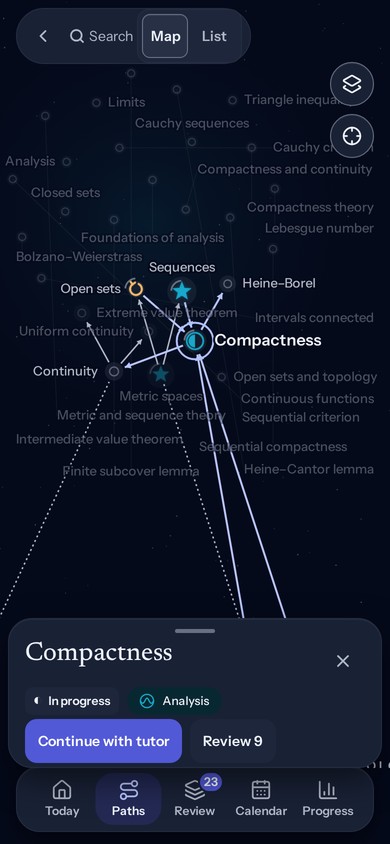 Search
Map
List
Limits
Triangle inequa
Cauchy sequences
Cauchy c
Analysis
Compactness and continuity
Closed sets
Compactness theory
Lebesgue number
Foundations of analysis
Bolzano–Weierstrass
Sequences
Open sets
Heine–Borel
Extreme value theorem
Intervals connected
Uniform continuity
Compactness
Continuity
Open sets and topology
Metric spaces
Continuous functions
Metric and sequence theory
Sequential criterion
Intermediate value theorem
Sequential compactness
Finite subcover lemma
Heine–Cantor lemma
Compactness
In progress
Analysis
Continue with tutor
Review 9
23
Today
Paths
Review
Calendar
Progress